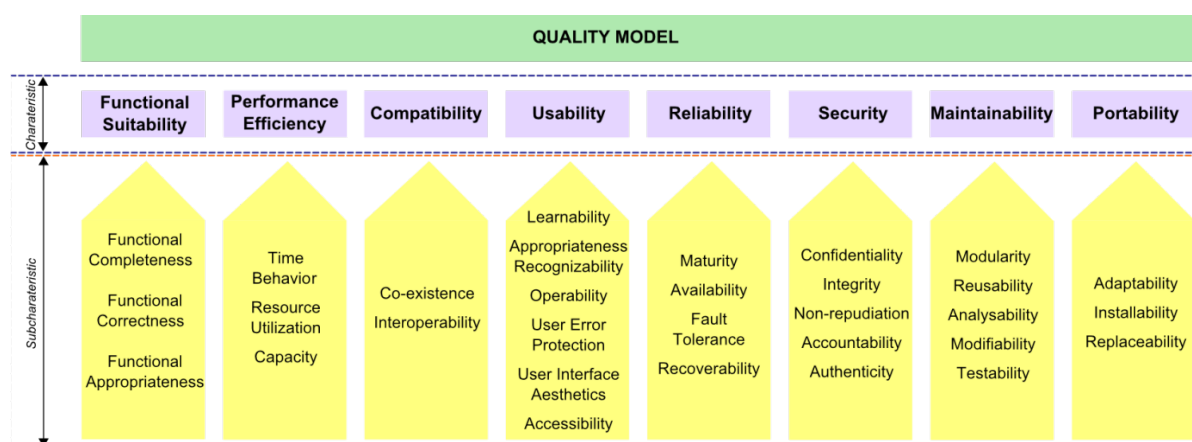 QUALITY MODEL
Charateristic
Functional
Suitability
Performance
Efficiency
Compatibility
Usability
Reliability
Security
Maintainability
Portability
Subcharateristic
Functional
Completeness
Functional
Correctness
Functional
Appropriateness
Time
Behavior
Resource
Utilization
Capacity
Co-existence
Interoperability
Learnability
Appropriateness
Recognizability
Operability
User Error
Protection
User Interface
Aesthetics
Accessibility
Maturity
Availability
Fault
Tolerance
Recoverability
Confidentiality
Integrity
Non-repudiation
Accountability
Authenticity
Modularity
Reusability
Analysability
Modifiability
Testability
Adaptability
Installability
Replaceability